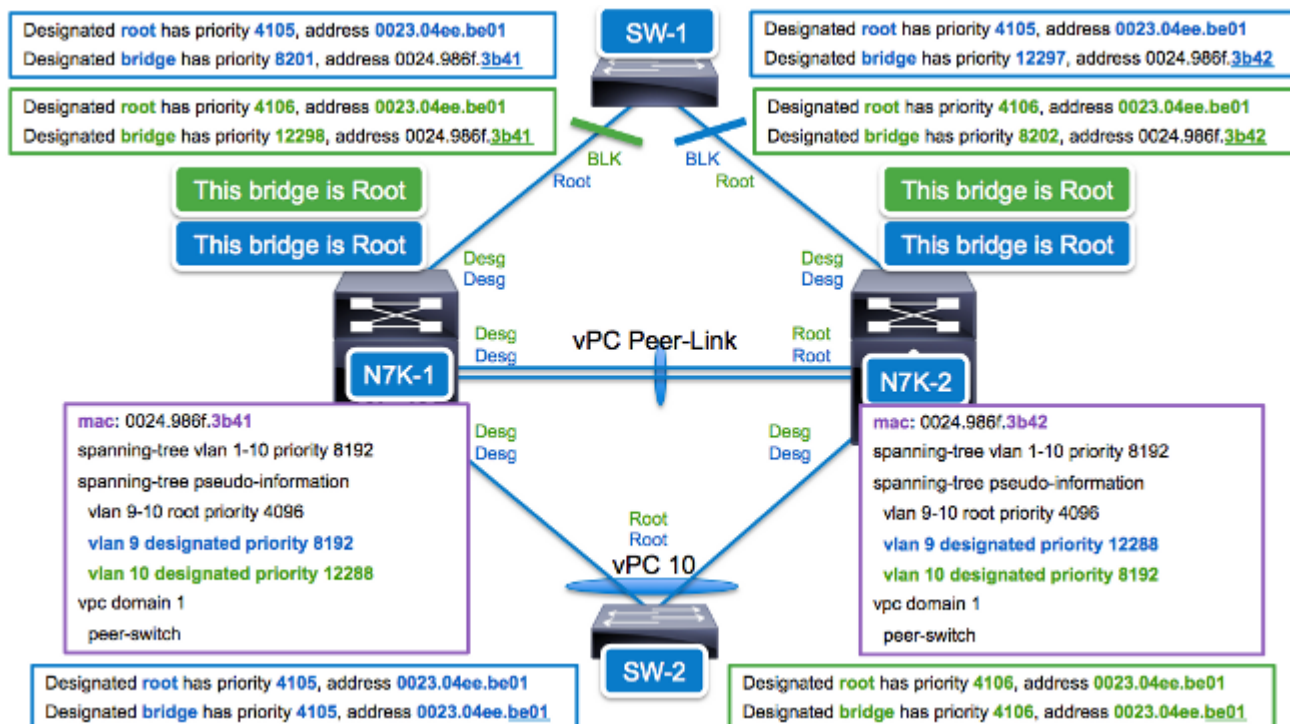 Designated root has priority 4105, address 0023.04ee.be01
Designated bridge has priority 8201, address 0024.986f.3b41
SW-1
Designated root has priority 4105, address 0023.04ee.be01
Designated bridge has priority 12297, address 0024.986f.3b42
Designated root has priority 4106, address 0023.04ee.be01
Designated bridge has priority 12298, address 0024.986f.3b41
Designated root has priority 4106, address 0023.04ee.be01
Designated bridge has priority 8202, address 0024.986f.3b42
BLK
Root
BLK
Root
This bridge is Root
This bridge is Root
This bridge is Root
This bridge is Root
Desg
Desg
Desg
Desg
Desg
Desg
vPC Peer-Link
Root
Root
N7K-1
N7K-2
mac: 0024.986f.3b41
spanning-tree vlan 1-10 priority 8192
spanning-tree pseudo-information
vlan 9-10 root priority 4096
vlan 9 designated priority 8192
vlan 10 designated priority 12288
vpc domain 1
peer-switch
Desg
Desg
Desg
Desg
Root
Root
vPC 10
mac: 0024.986f.3b42
spanning-tree vlan 1-10 priority 8192
spanning-tree pseudo-information
vlan 9-10 root priority 4096
vlan 9 designated priority 12288
vlan 10 designated priority 8192
vpc domain 1
peer-switch
SW-2
Designated root has priority 4105, address 0023.04ee.be01
Designated bridge has priority 4105, address 0023.04ee.be01
Designated root has priority 4106, address 0023.04ee.be01
Designated bridge has priority 4106, address 0023.04ee.be01